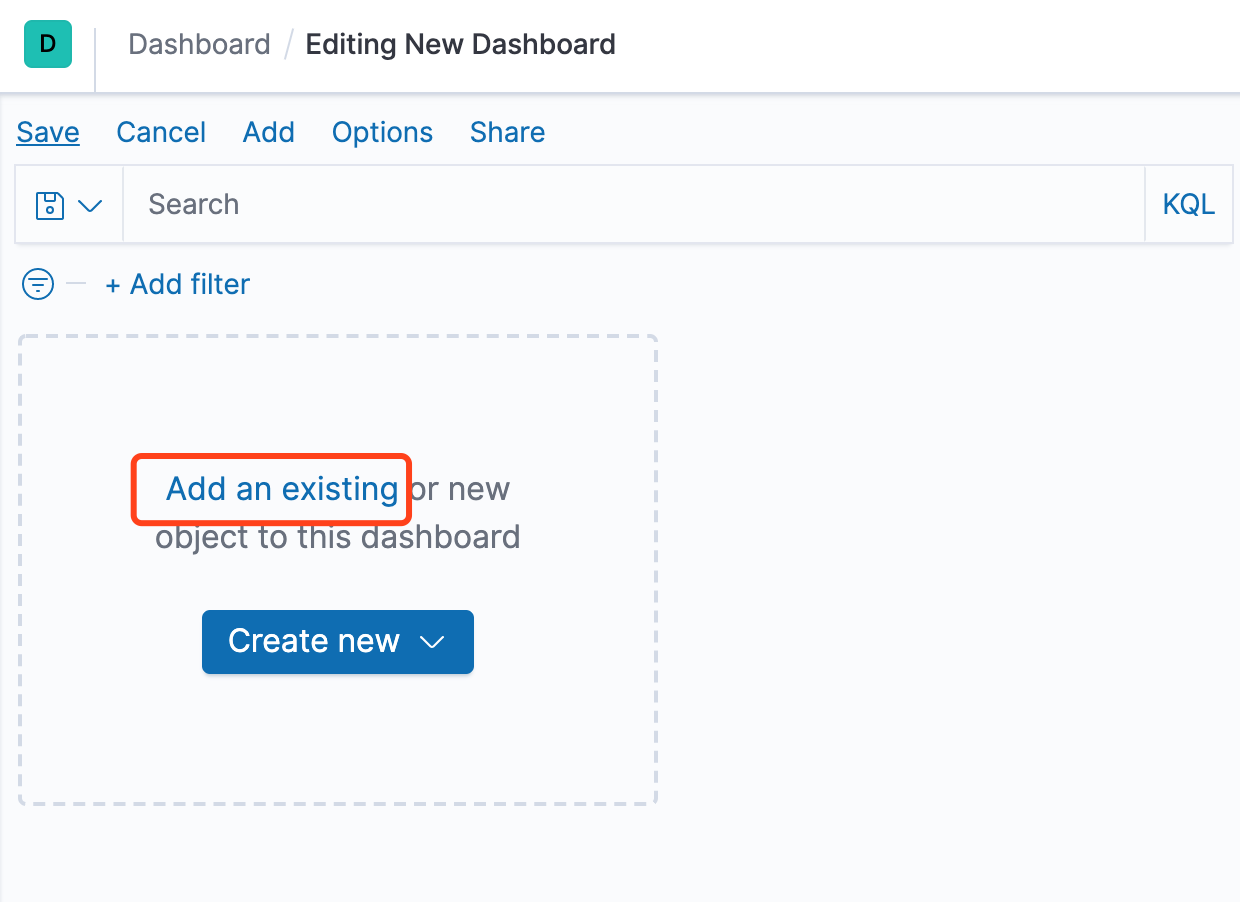 D
Dashboard / Editing New Dashboard
Save Cancel Add Options Share
Search KQL
+ Add filter
Add an existing or new
object to this dashboard
Create new